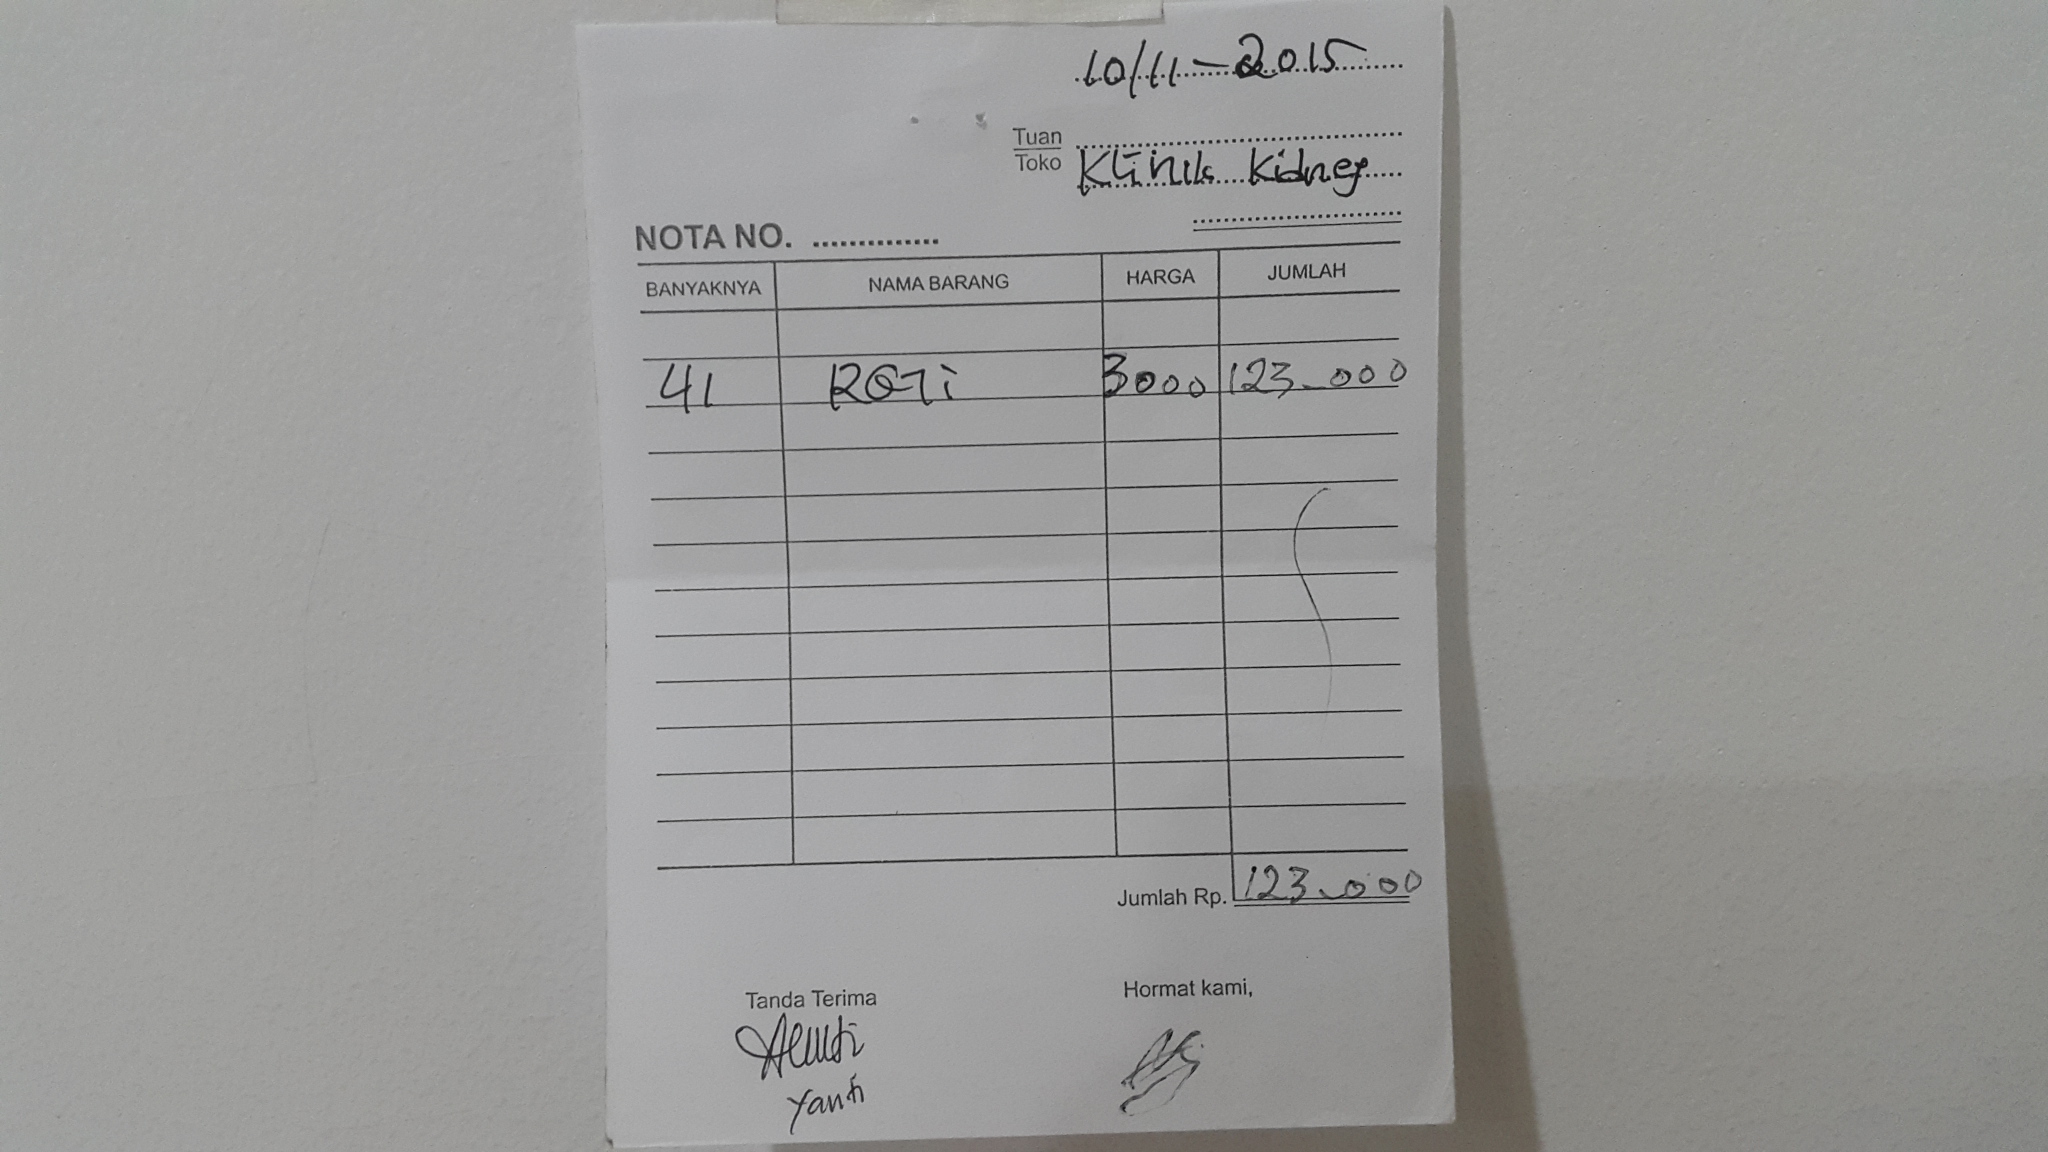 10/11-2015
Tuan
Toko Klinik Kidney
NOTA NO. ..............
BANYAKNYA NAMA BARANG HARGA JUMLAH
41 ROTi 3000 123.000
Jumlah Rp. 123.000
Tanda Terima Hormat kami,
Yanti